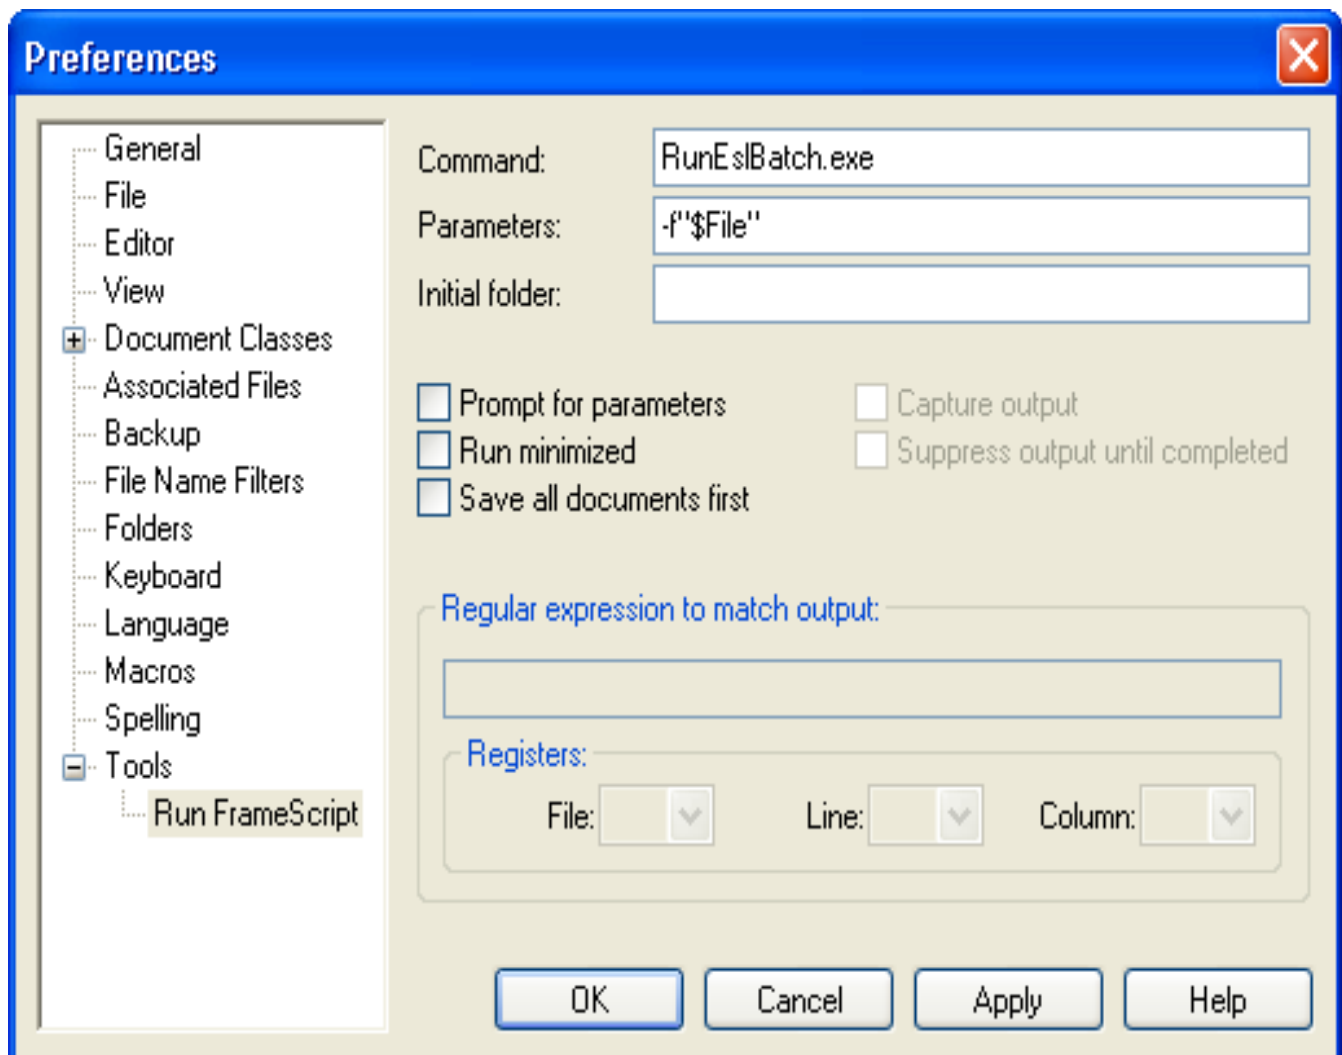 Preferences
General
File
Editor
View
Document Classes
Associated Files
Backup
File Name Filters
Folders
Keyboard
Language
Macros
Spelling
Tools
Run FrameScript
Command: RunEslBatch.exe
Parameters: -f"$File"
Initial folder:
Prompt for parameters Capture output
Run minimized Suppress output until completed
Save all documents first
Regular expression to match output:
Registers:
File: Line: Column:
OK Cancel Apply Help